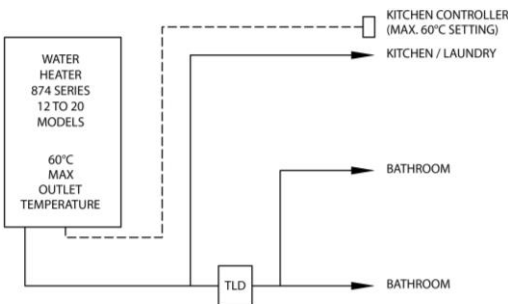 KITCHEN CONTROLLER
(MAX. 60°C SETTING)
KITCHEN / LAUNDRY
WATER
HEATER
874 SERIES
12 TO 20
MODELS
60°C
MAX
OUTLET
TEMPERATURE
BATHROOM
TLD
BATHROOM